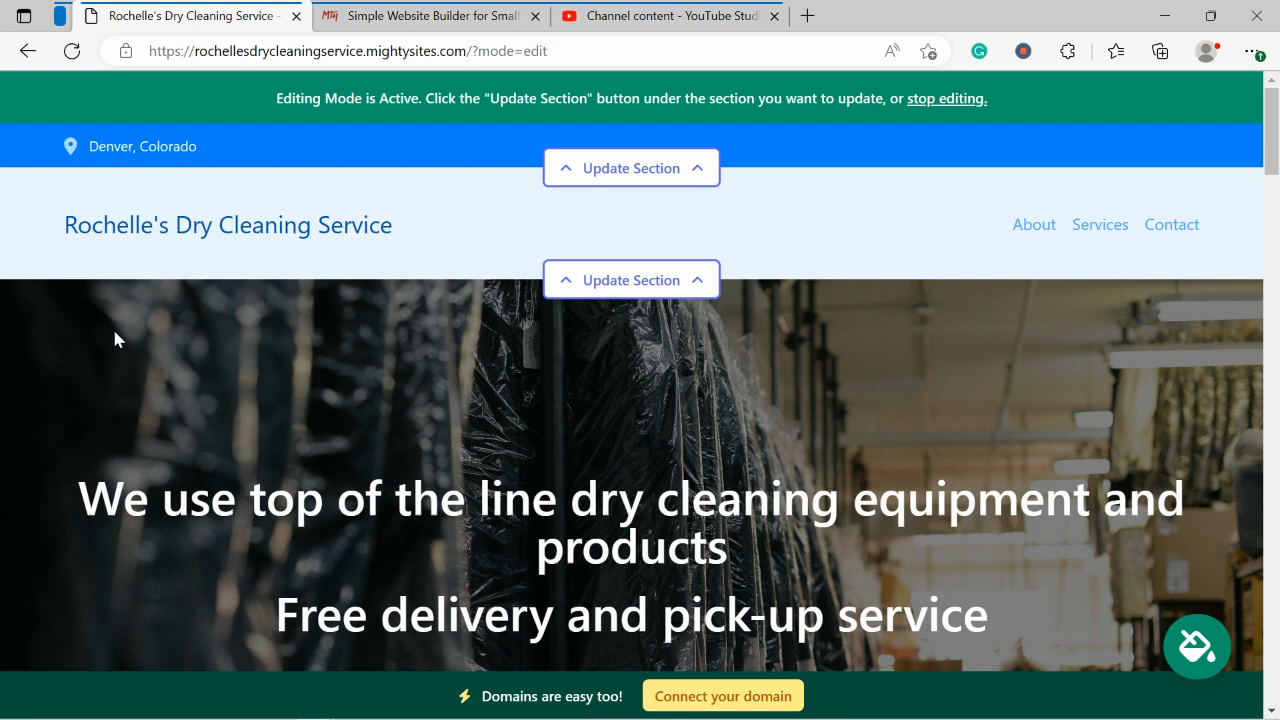 Rochelle's Dry Cleaning Service -
Simple Website Builder for Small
Channel content - YouTube Studi
https://rochellesdrycleaningservice.mightysites.com/?mode=edit
Editing Mode is Active. Click the "Update Section" button under the section you want to update, or stop editing.
Denver, Colorado
Update Section
Rochelle's Dry Cleaning Service
About Services Contact
Update Section
We use top of the line dry cleaning equipment and
products
Free delivery and pick-up service
Domains are easy too! Connect your domain